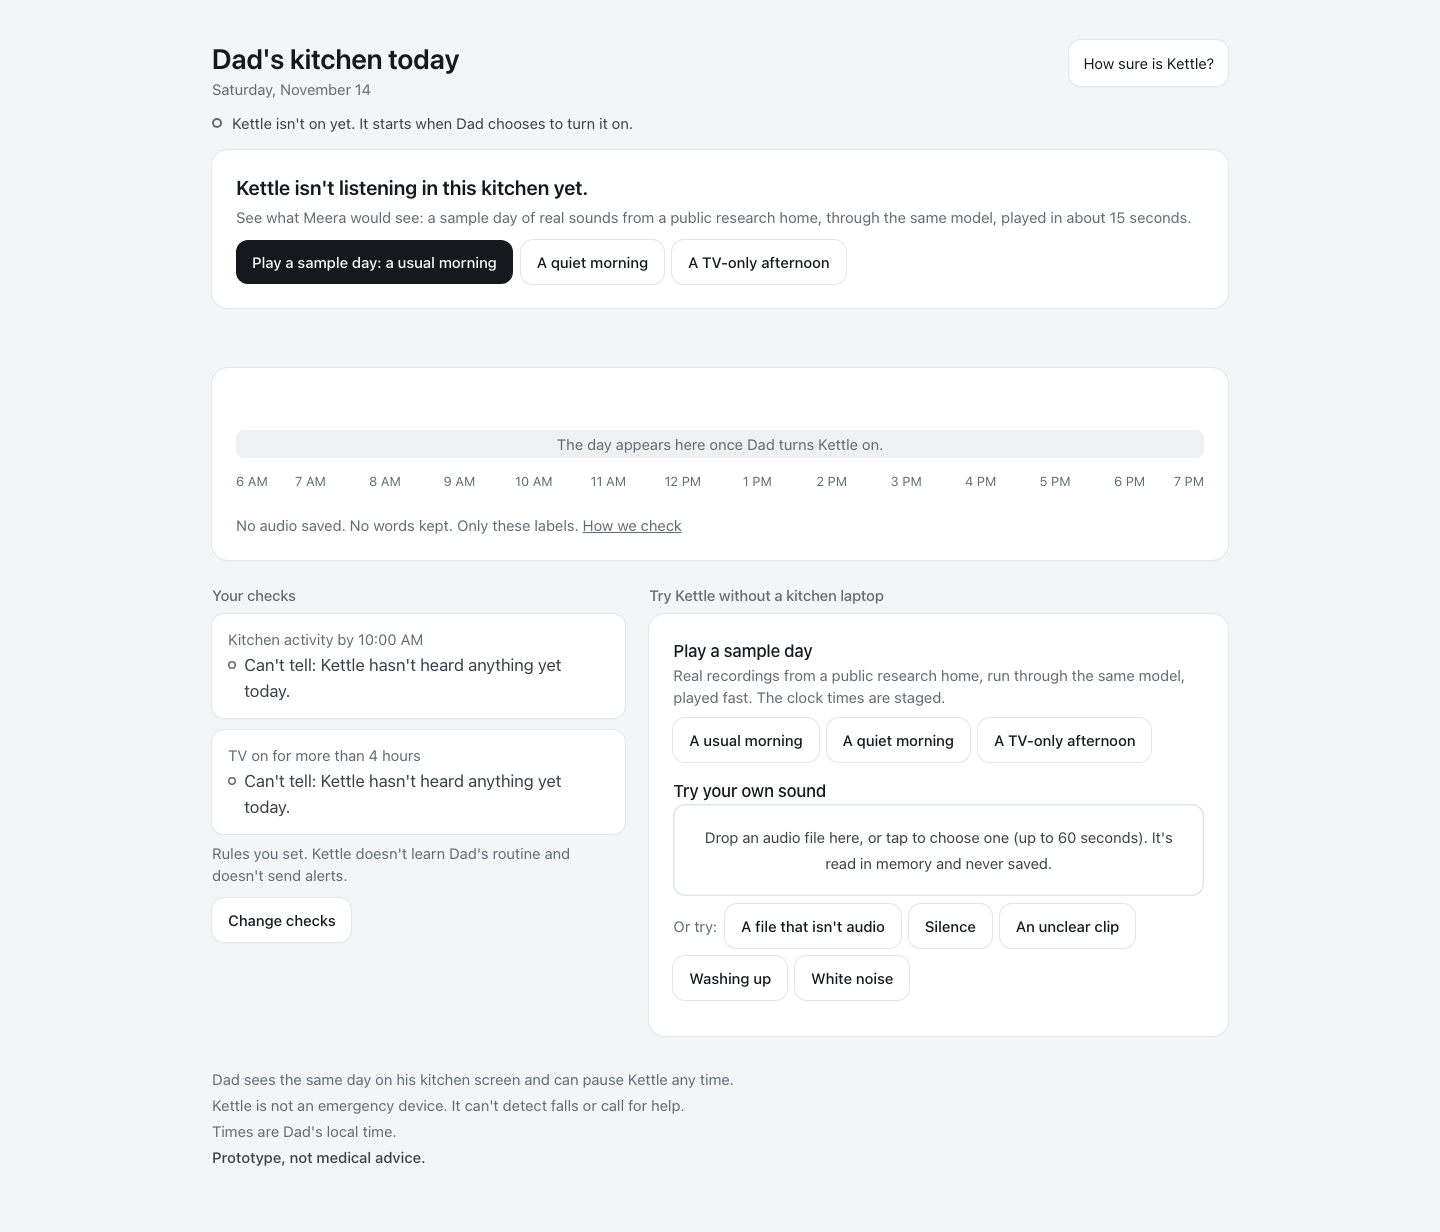 Dad's kitchen today
How sure is Kettle?
Saturday, November 14
Kettle isn't on yet. It starts when Dad chooses to turn it on.
Kettle isn't listening in this kitchen yet.
See what Meera would see: a sample day of real sounds from a public research home, through the same model, played in about 15 seconds.
Play a sample day: a usual morning
A quiet morning
A TV-only afternoon
The day appears here once Dad turns Kettle on.
6 AM 7 AM 8 AM 9 AM 10 AM 11 AM 12 PM 1 PM 2 PM 3 PM 4 PM 5 PM 6 PM 7 PM
No audio saved. No words kept. Only these labels. How we check
Your checks
Kitchen activity by 10:00 AM
Can't tell: Kettle hasn't heard anything yet
today.
TV on for more than 4 hours
Can't tell: Kettle hasn't heard anything yet
today.
Rules you set. Kettle doesn't learn Dad's routine and
doesn't send alerts.
Change checks
Try Kettle without a kitchen laptop
Play a sample day
Real recordings from a public research home, run through the same model,
played fast. The clock times are staged.
A usual morning
A quiet morning
A TV-only afternoon
Try your own sound
Drop an audio file here, or tap to choose one (up to 60 seconds). It's
read in memory and never saved.
Or try:
A file that isn't audio
Silence
An unclear clip
Washing up
White noise
Dad sees the same day on his kitchen screen and can pause Kettle any time.
Kettle is not an emergency device. It can't detect falls or call for help.
Times are Dad's local time.
Prototype, not medical advice.